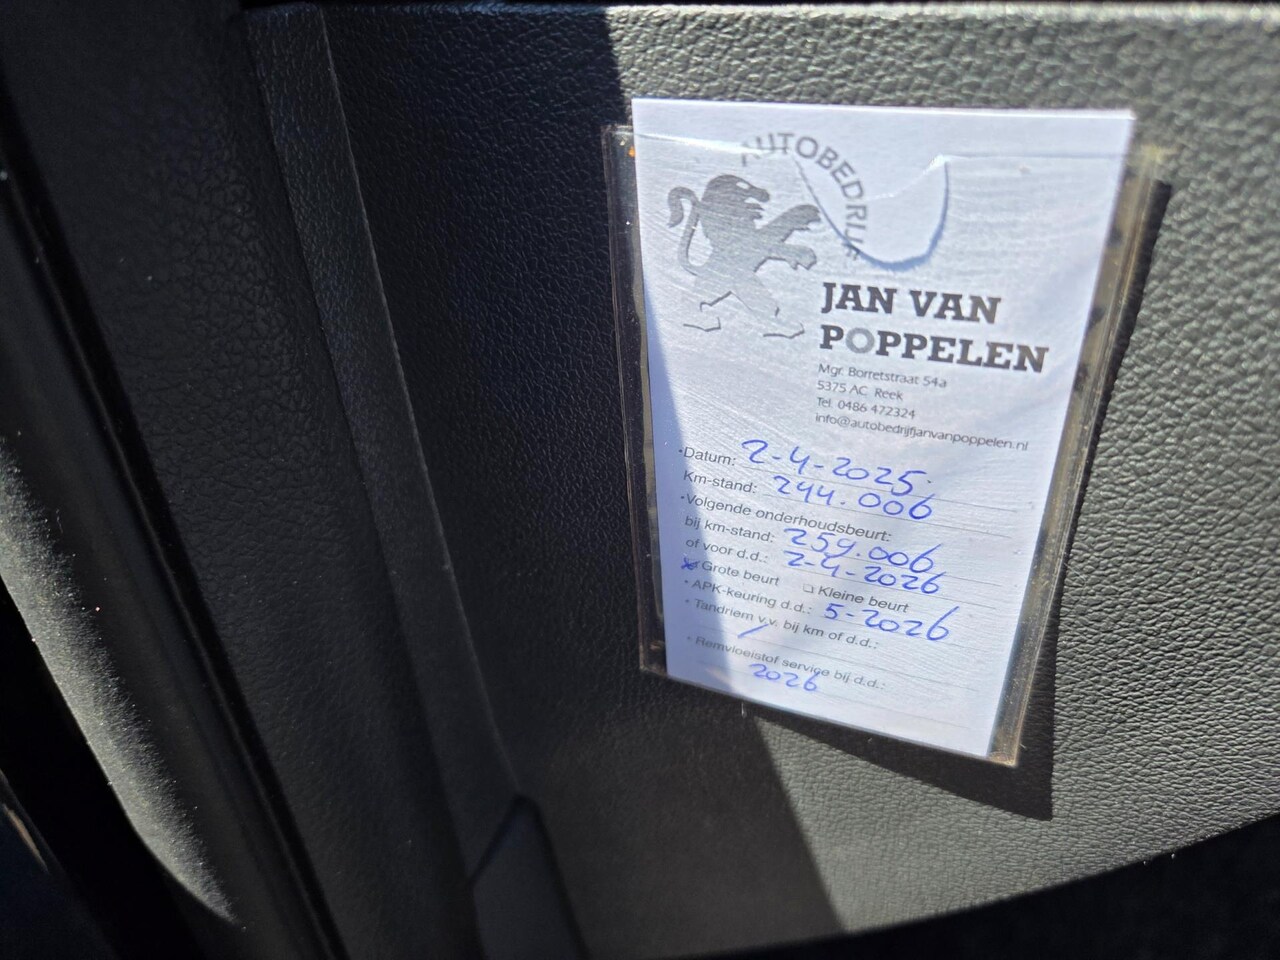 AUTOBEDRIJF
JAN VAN
POPPELEN
Mgr. Borretstraat 54a
5375 AC Reek
Tel. 0486 472324
info@autobedrijfjanvanpoppelen.nl
• Datum: 2-4-2025.
Km-stand: 244.006
• Volgende onderhoudsbeurt:
bij km-stand: 259.006
of voor d.d.: 2-4-2026
Grote beurt Kleine beurt
• APK-keuring d.d.: 5-2026
• Tandriem v.v. bij km of d.d.:
/
• Remvloeistof service bij d.d.:
2026